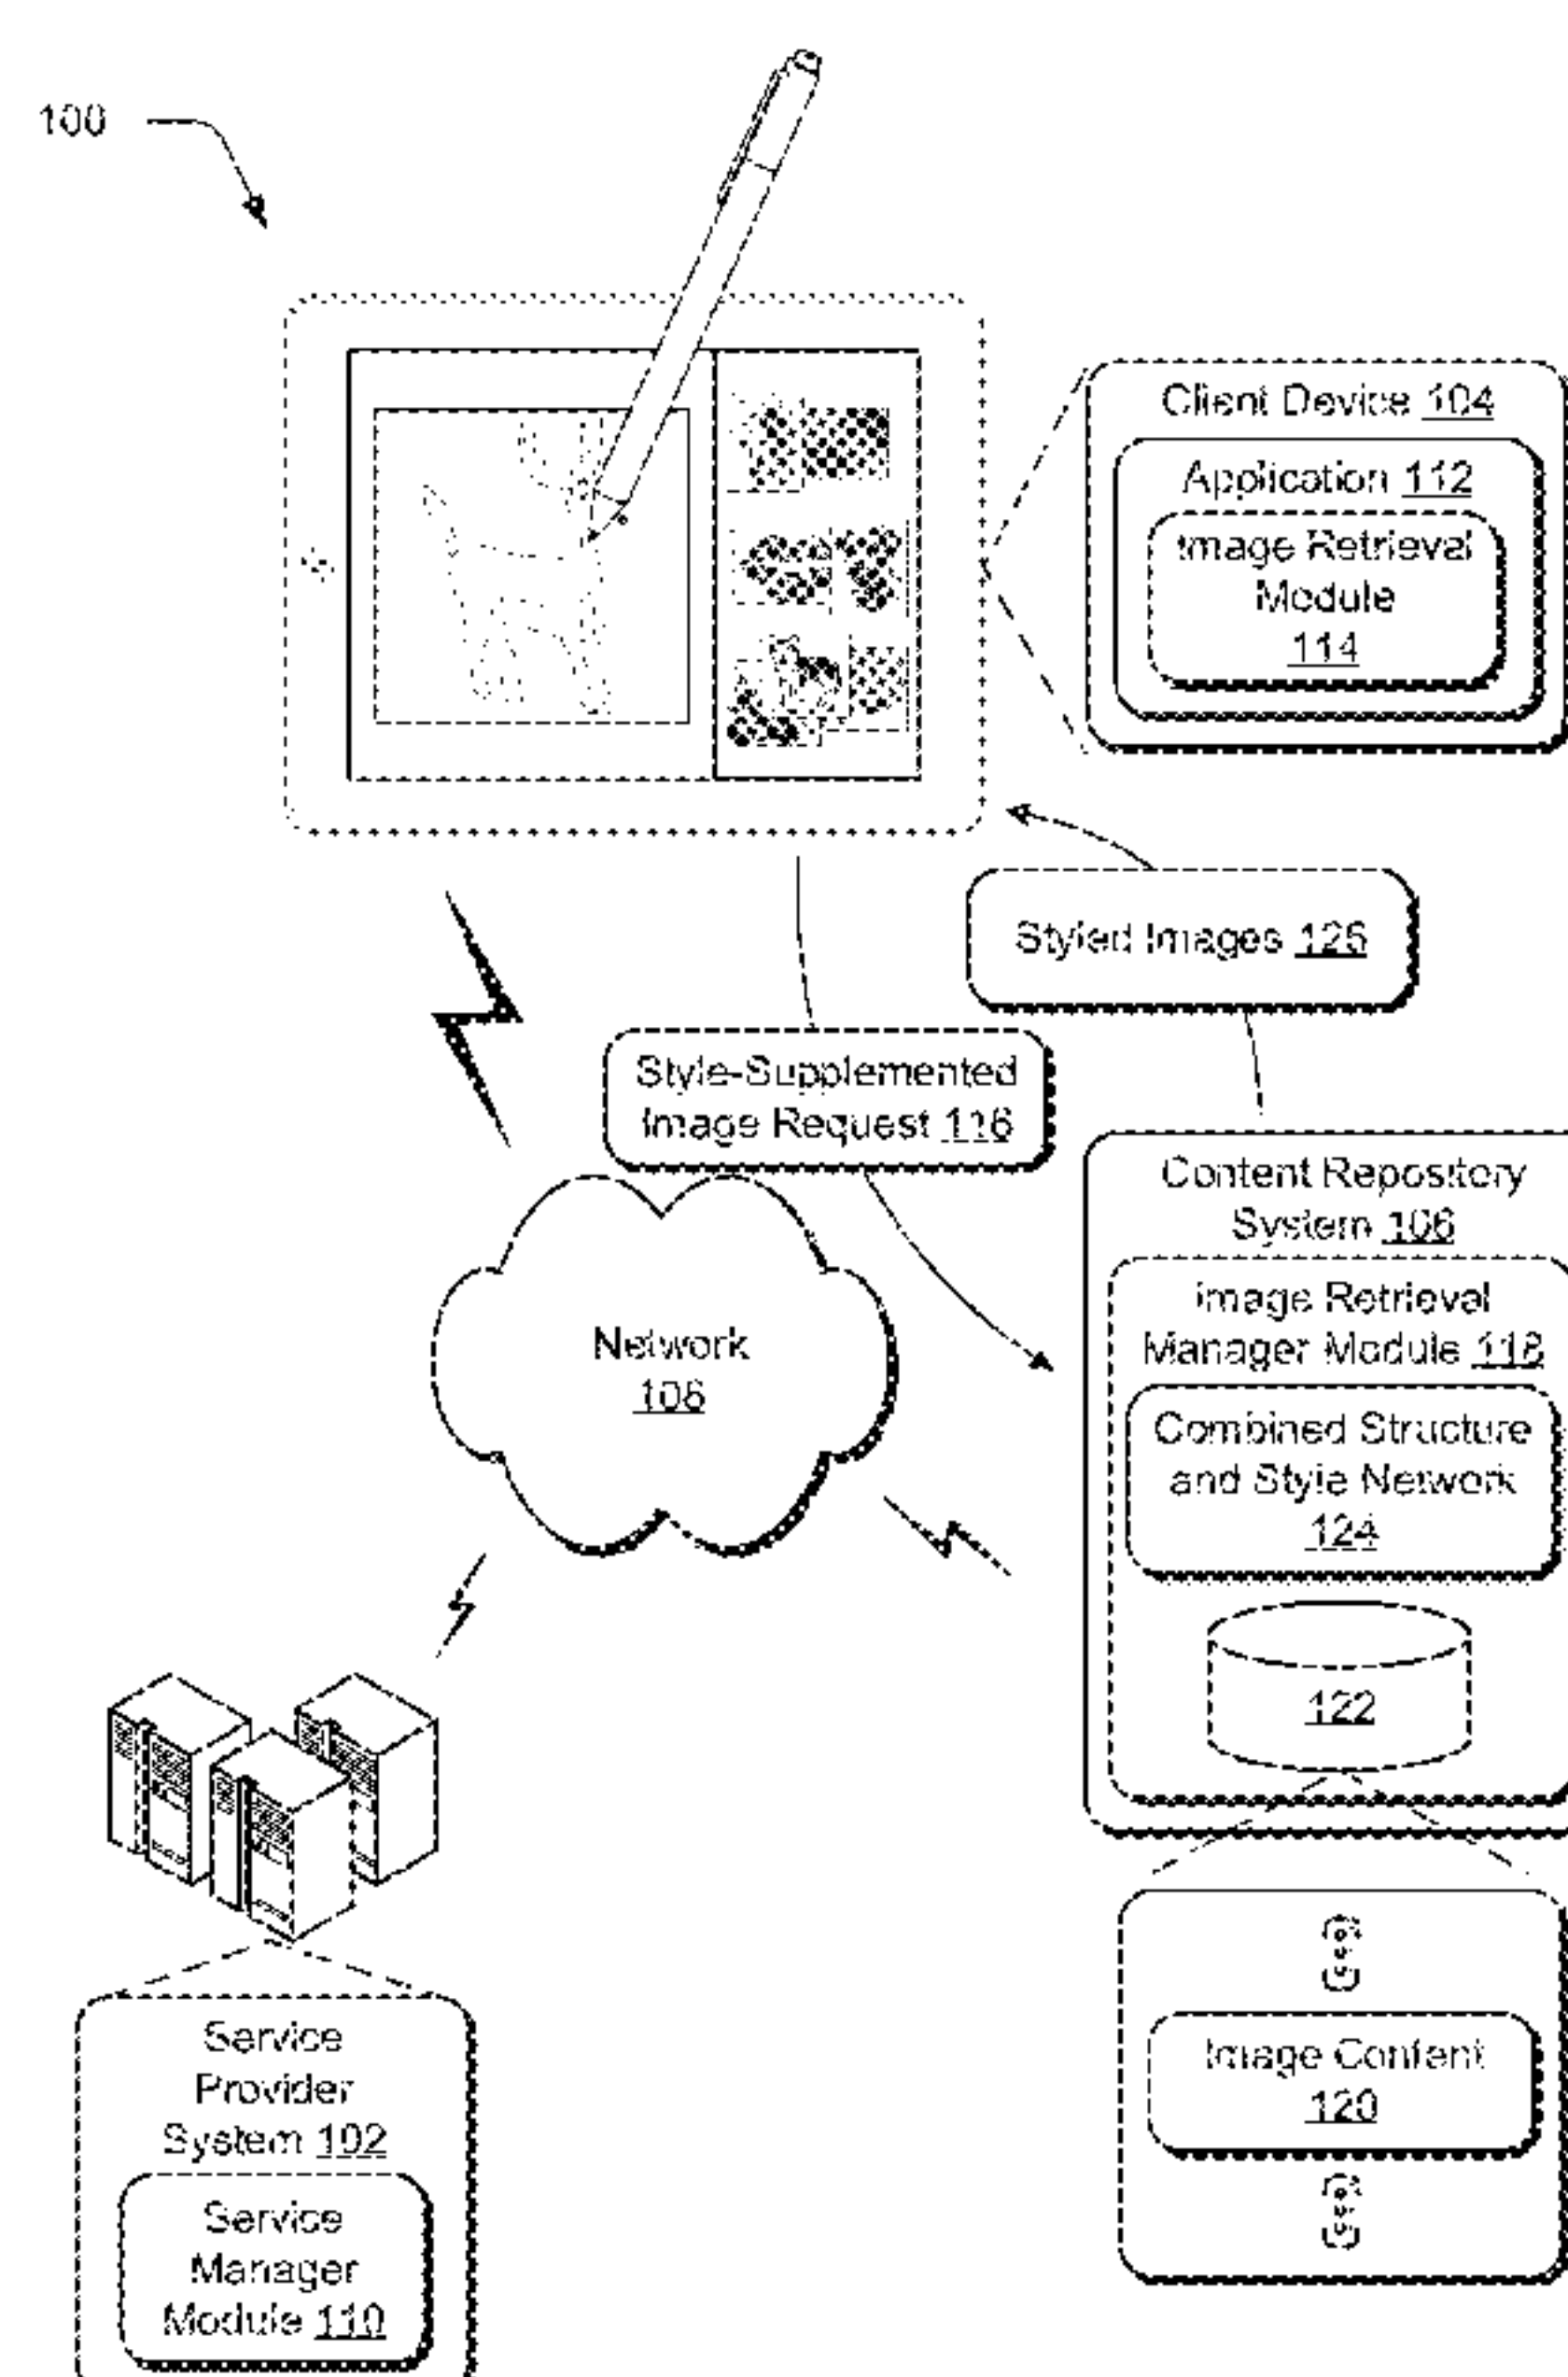 100
Client Device 104
Application 112
Image Retrieval
Module
114
Styled Images 126
Style-Supplemented
Image Request 116
Content Repository
System 106
Image Retrieval
Manager Module 118
Combined Structure
and Style Network
124
122
Network
108
Image Content
120
Service
Provider
System 102
Service
Manager
Module 110